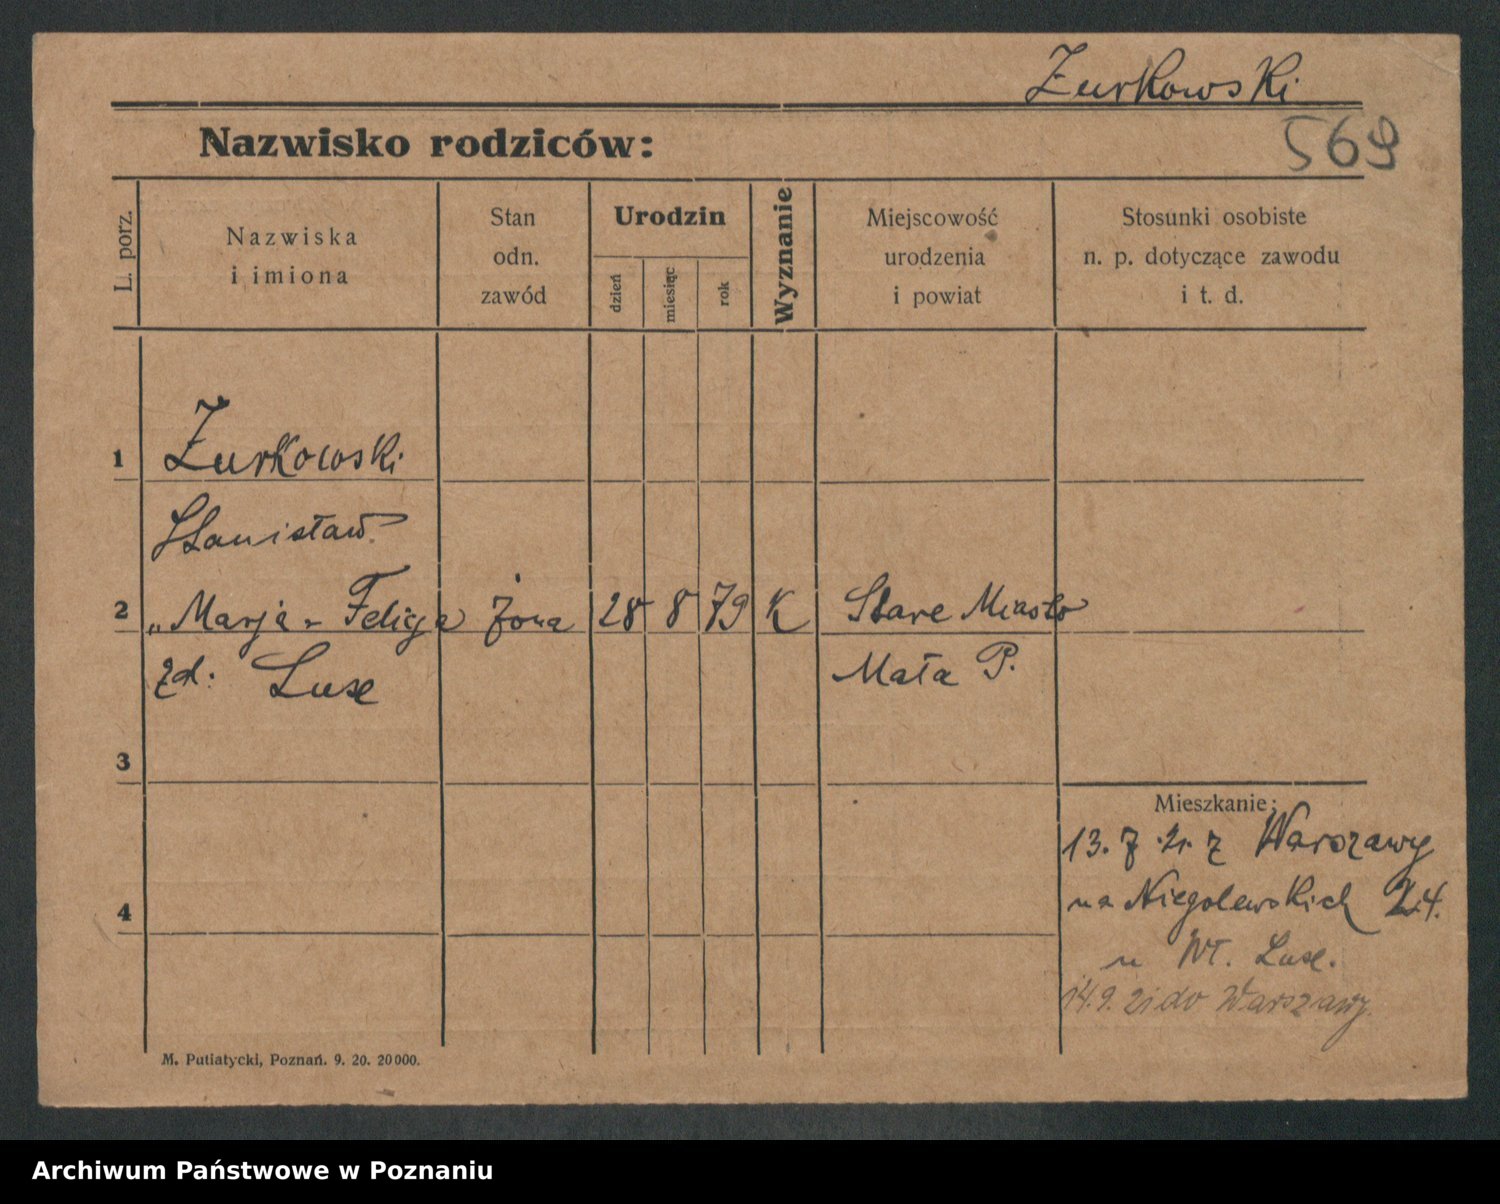 Żurkowski
Nazwisko rodziców:
569
L. porz.
Nazwiska
i imiona
Stan
odn.
zawód
Urodzin
dzień
miesiąc
rok
Wyznanie
Miejscowość
urodzenia
i powiat
Stosunki osobiste
n. p. dotyczące zawodu
i t. d.
1 Żurkowski
Stanisław
2 „ Marja - Felicja żona 28 8 79 K Stare Miasto
zd: Luse Mała P.
3
Mieszkanie:
13. 7. 21. z Warszawy
na Niegolewskich 24.
4
u Wł. Luse.
14. 9. 21 do Warszawy.
M. Putiatycki, Poznań. 9. 20. 20000.
Archiwum Państwowe w Poznaniu